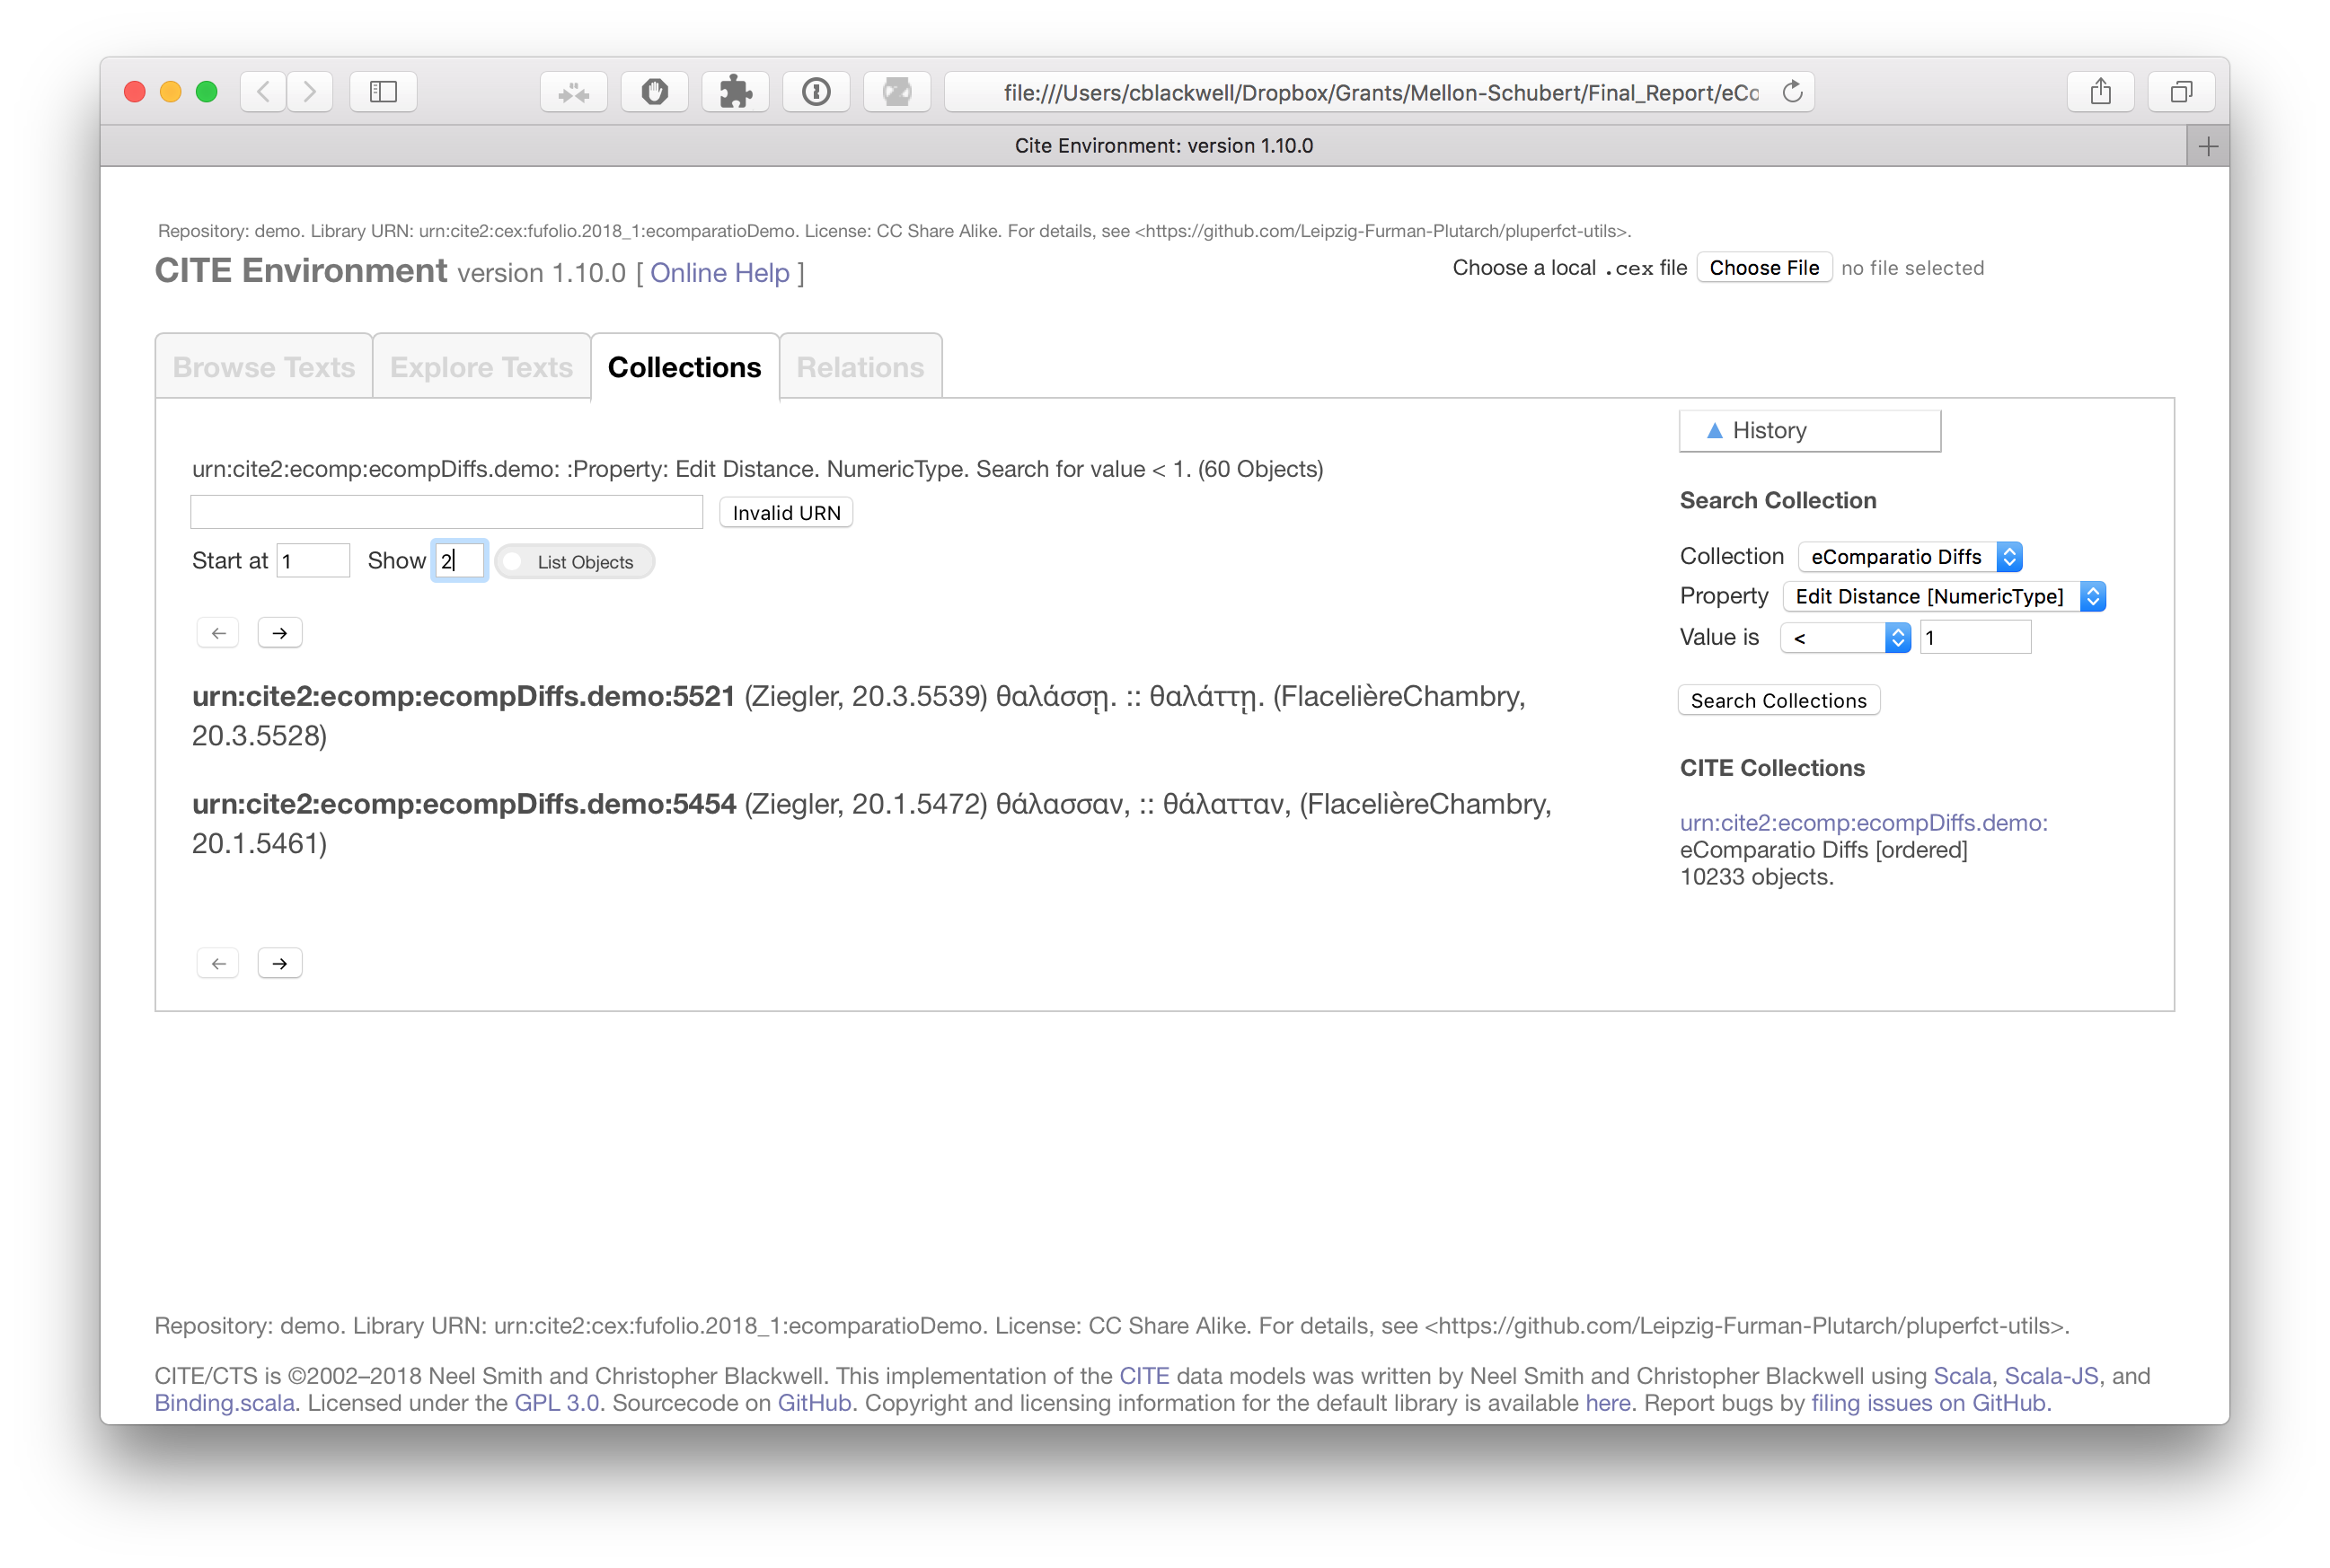 file:///Users/cblackwell/Dropbox/Grants/Mellon-Schubert/Final_Report/eCo
Cite Environment: version 1.10.0
Repository: demo. Library URN: urn:cite2:cex:fufolio.2018_1:ecomparatioDemo. License: CC Share Alike. For details, see <https://github.com/Leipzig-Furman-Plutarch/pluperfct-utils>.
CITE Environment version 1.10.0 [ Online Help ]
Choose a local .cex file Choose File no file selected
Browse Texts Explore Texts Collections Relations
urn:cite2:ecomp:ecompDiffs.demo: :Property: Edit Distance. NumericType. Search for value < 1. (60 Objects)
Invalid URN
Start at 1 Show 2 List Objects
← →
urn:cite2:ecomp:ecompDiffs.demo:5521 (Ziegler, 20.3.5539) θαλάσσῃ. :: θαλάττῃ. (FlacelièreChambry,
20.3.5528)
urn:cite2:ecomp:ecompDiffs.demo:5454 (Ziegler, 20.1.5472) θάλασσαν, :: θάλατταν, (FlacelièreChambry,
20.1.5461)
← →
▲ History
Search Collection
Collection eComparatio Diffs
Property Edit Distance [NumericType]
Value is < 1
Search Collections
CITE Collections
urn:cite2:ecomp:ecompDiffs.demo:
eComparatio Diffs [ordered]
10233 objects.
Repository: demo. Library URN: urn:cite2:cex:fufolio.2018_1:ecomparatioDemo. License: CC Share Alike. For details, see <https://github.com/Leipzig-Furman-Plutarch/pluperfct-utils>.
CITE/CTS is ©2002–2018 Neel Smith and Christopher Blackwell. This implementation of the CITE data models was written by Neel Smith and Christopher Blackwell using Scala, Scala-JS, and
Binding.scala. Licensed under the GPL 3.0. Sourcecode on GitHub. Copyright and licensing information for the default library is available here. Report bugs by filing issues on GitHub.